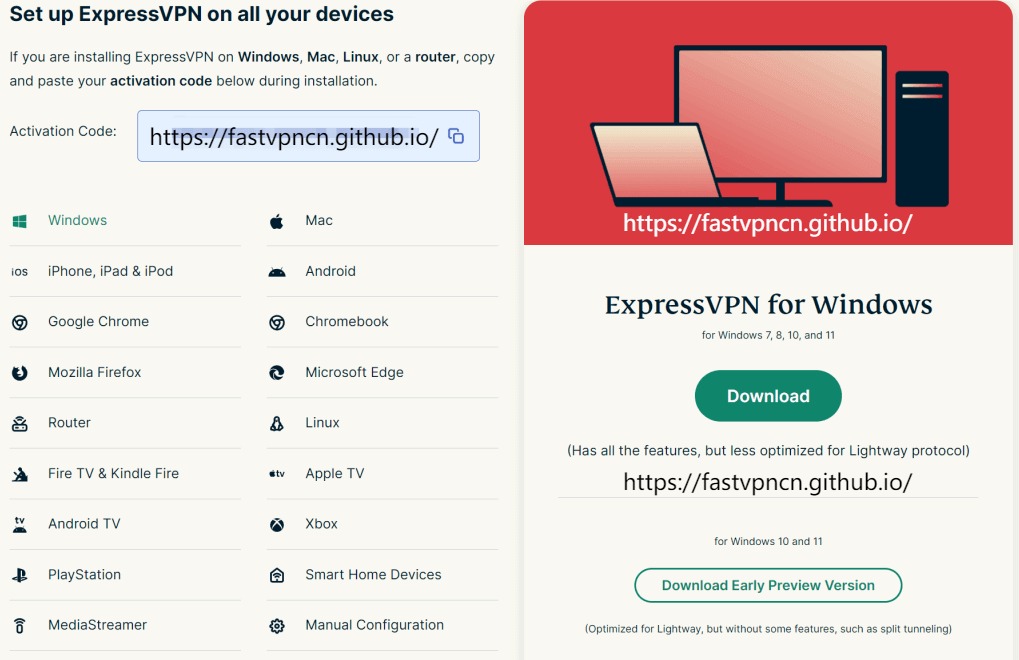 Set up ExpressVPN on all your devices
If you are installing ExpressVPN on Windows, Mac, Linux, or a router, copy
and paste your activation code below during installation.
Activation Code:
https://fastvpncn.github.io/
Windows
Mac
ios
iPhone, iPad & iPod
Android
Google Chrome
Chromebook
Mozilla Firefox
Microsoft Edge
Router
Linux
Fire TV & Kindle Fire
tv
Apple TV
tv
Android TV
Xbox
PlayStation
Smart Home Devices
MediaStreamer
Manual Configuration
https://fastvpncn.github.io/
ExpressVPN for Windows
for Windows 7, 8, 10, and 11
Download
(Has all the features, but less optimized for Lightway protocol)
https://fastvpncn.github.io/
for Windows 10 and 11
Download Early Preview Version
(Optimized for Lightway, but without some features, such as split tunneling)